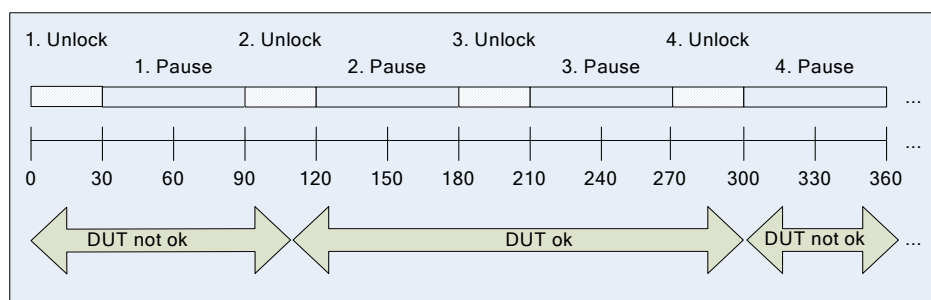 1. Unlock 2. Unlock 3. Unlock 4. Unlock
1. Pause 2. Pause 3. Pause 4. Pause
...
...
0 30 60 90 120 150 180 210 240 270 300 330 360
DUT not ok DUT ok DUT not ok ...